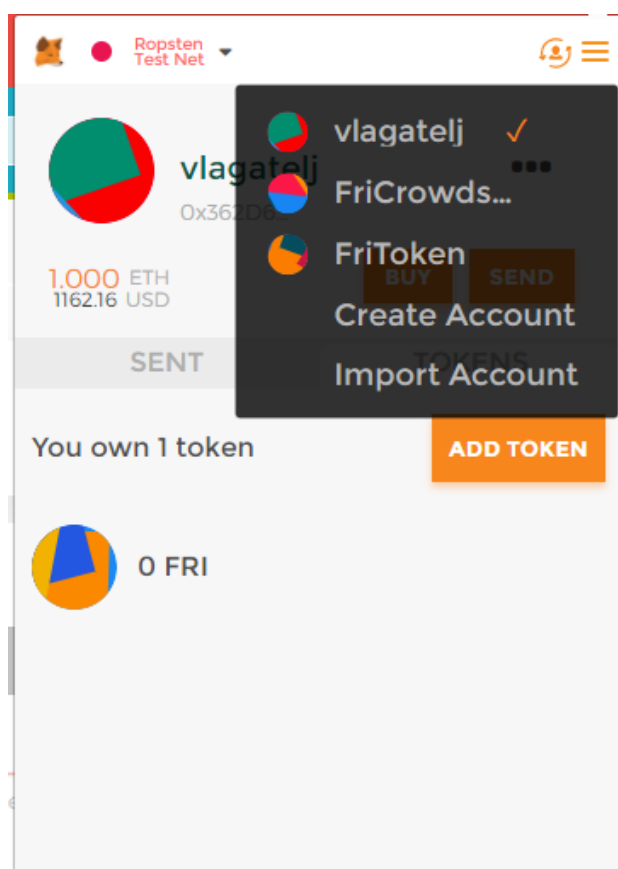 Ropsten
Test Net
vlagatelj
FriCrowds...
FriToken
Create Account
Import Account
vlagatelj
0x362D6
1.000 ETH
1162.16 USD
BUY SEND
SENT TOKENS
You own 1 token
ADD TOKEN
0 FRI